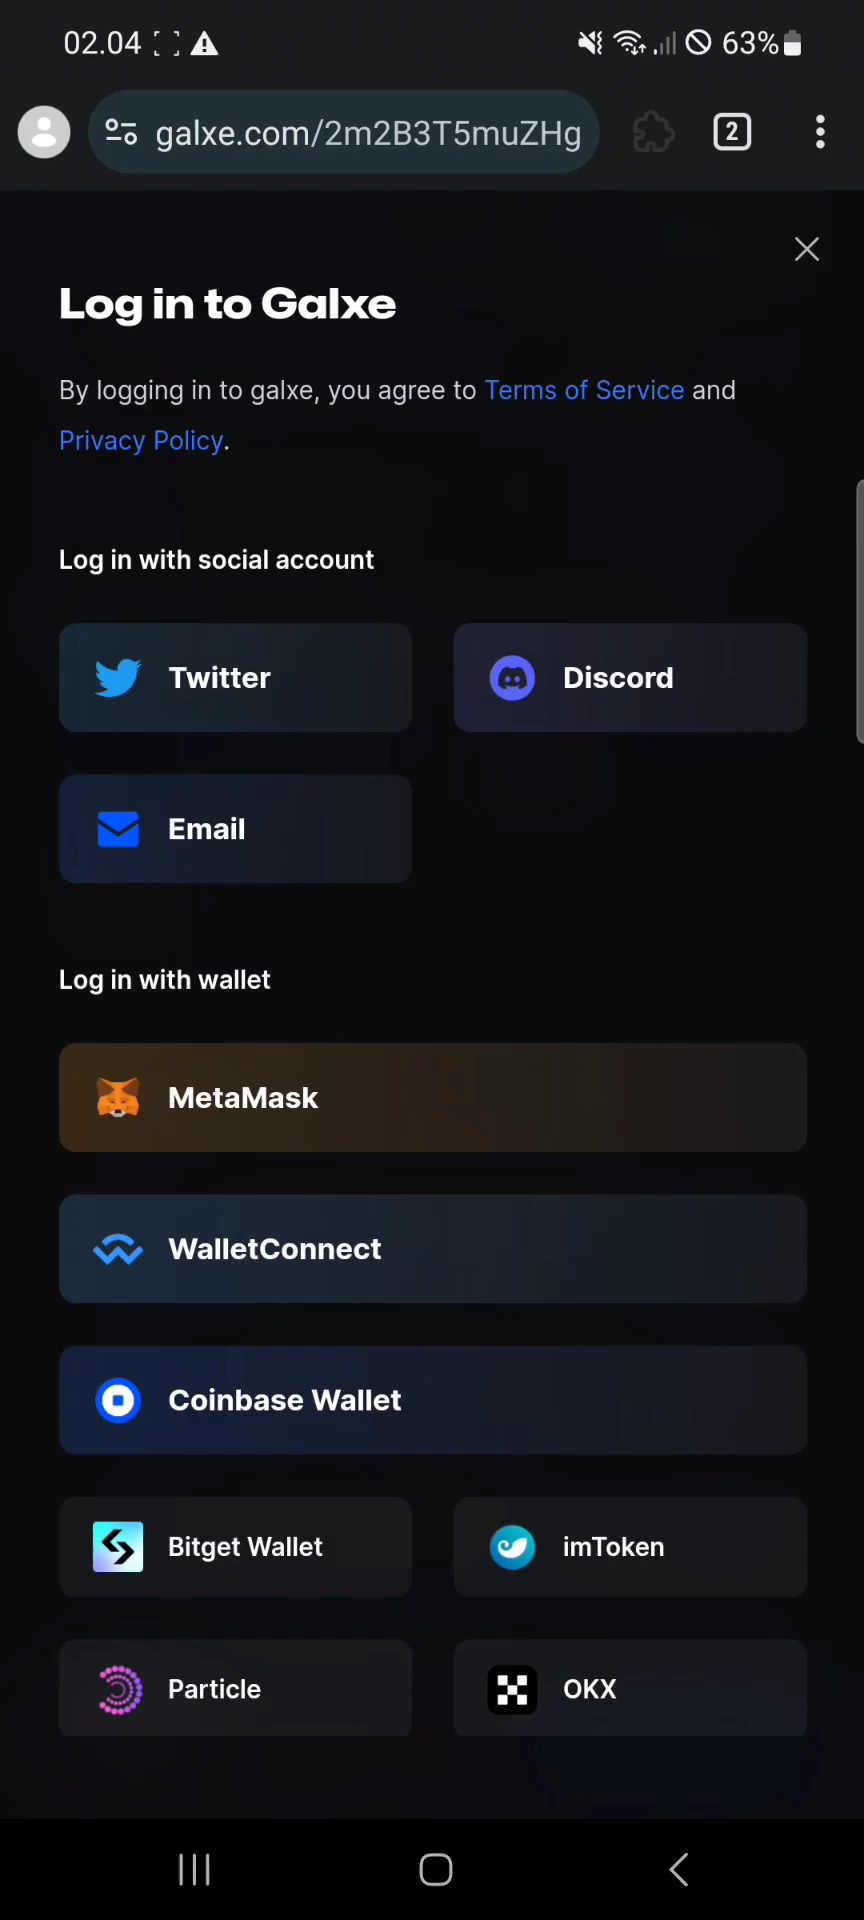 02.04
63%
galxe.com/2m2B3T5muZHg
2
Log in to Galxe
By logging in to galxe, you agree to Terms of Service and
Privacy Policy.
Log in with social account
Twitter
Discord
Email
Log in with wallet
MetaMask
WalletConnect
Coinbase Wallet
Bitget Wallet
imToken
Particle
OKX